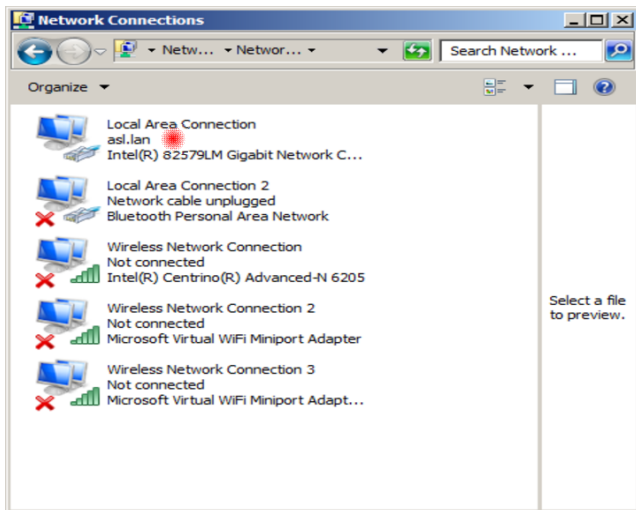 Network Connections
Netw... Networ... Search Network ...
Organize
Local Area Connection
asl.lan
Intel(R) 82579LM Gigabit Network C...
Local Area Connection 2
Network cable unplugged
Bluetooth Personal Area Network
Wireless Network Connection
Not connected
Intel(R) Centrino(R) Advanced-N 6205
Wireless Network Connection 2
Not connected
Microsoft Virtual WiFi Miniport Adapter
Wireless Network Connection 3
Not connected
Microsoft Virtual WiFi Miniport Adapt...
Select a file
to preview.